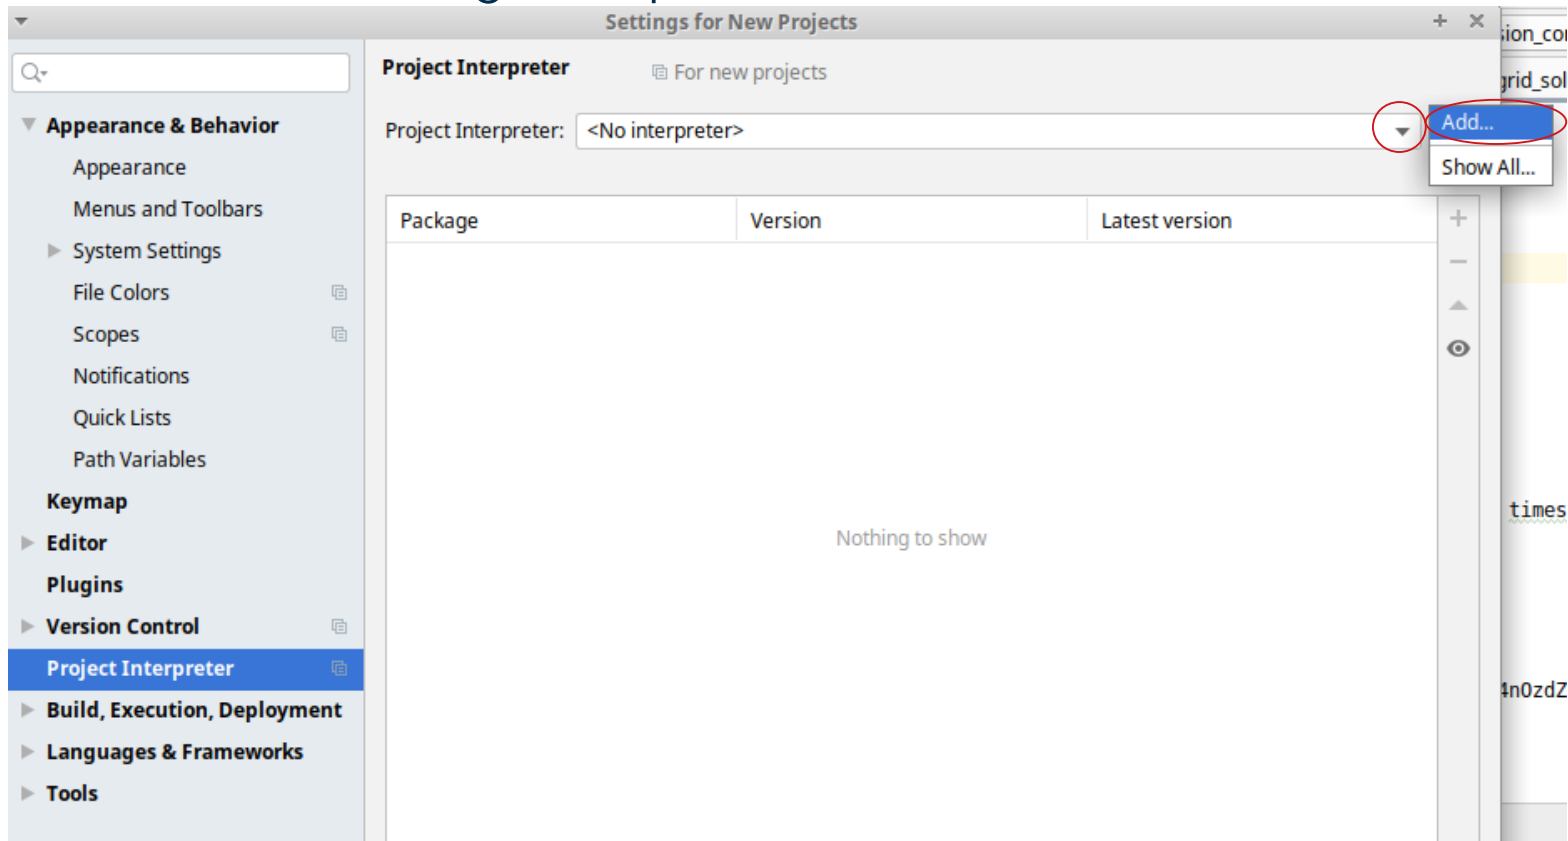 Settings for New Projects
Project Interpreter
For new projects
Appearance & Behavior
Project Interpreter:
<No interpreter>
Add...
Show All...
Appearance
Menus and Toolbars
System Settings
File Colors
Scopes
Notifications
Quick Lists
Path Variables
Keymap
Editor
Plugins
Version Control
Project Interpreter
Build, Execution, Deployment
Languages & Frameworks
Tools
Package
Version
Latest version
Nothing to show
times